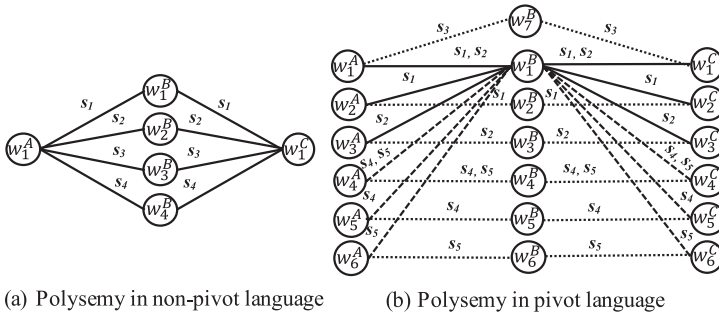 s₃ w₇ᴮ s₃
w₁ᴬ s₁, s₂ w₁ᴮ s₁, s₂ w₁ꟲ
s₁ w₁ᴮ s₁
s₁ s₁
w₂ᴬ s₁ w₂ᴮ s₁ w₂ꟲ
s₂ w₂ᴮ s₂
s₂ s₂
w₁ᴬ w₁ꟲ
w₃ᴬ s₂ w₃ᴮ s₂ w₃ꟲ
s₃ w₃ᴮ s₃
s₄, s₅ s₄, s₅
w₄ᴬ s₄, s₅ w₄ᴮ s₄, s₅ w₄ꟲ
s₄ w₄ᴮ s₄
s₄ s₄
w₅ᴬ s₄ w₅ᴮ s₄ w₅ꟲ
s₅ s₅
w₆ᴬ s₅ w₆ᴮ s₅ w₆ꟲ
(a) Polysemy in non-pivot language
(b) Polysemy in pivot language